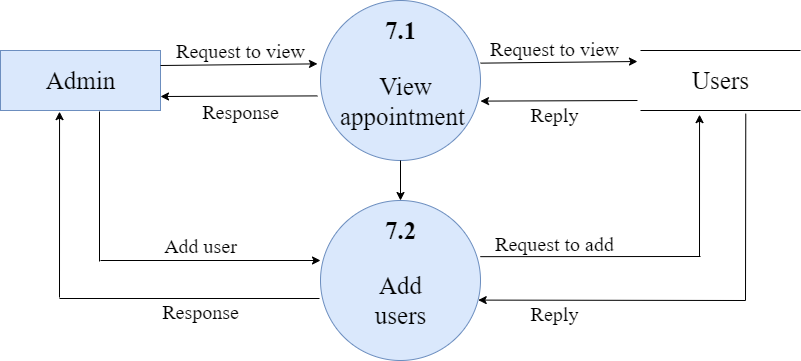 7.1
Request to view
Request to view
Admin
View
Users
appointment
Response
Reply
7.2
Add user
Request to add
Add
users
Response
Reply